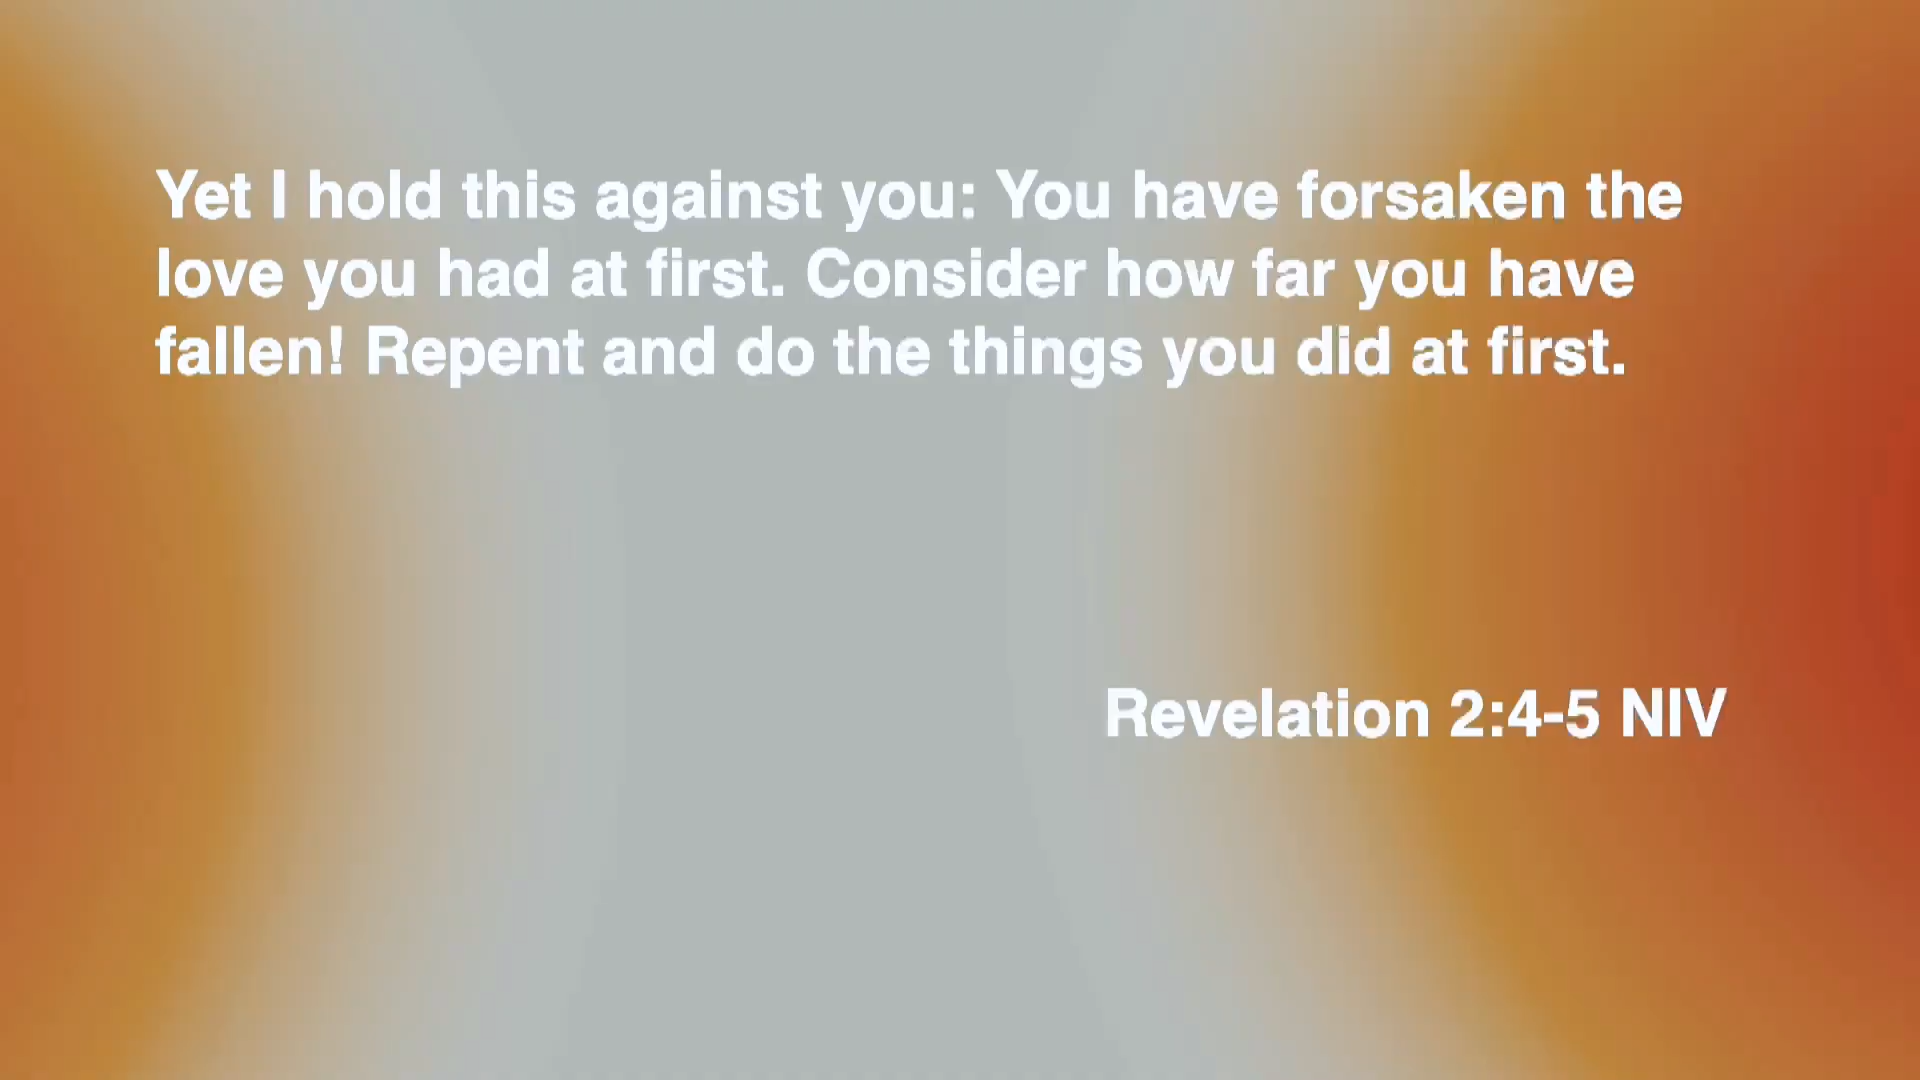 Yet I hold this against you: You have forsaken the
love you had at first. Consider how far you have
fallen! Repent and do the things you did at first.
Revelation 2:4-5 NIV